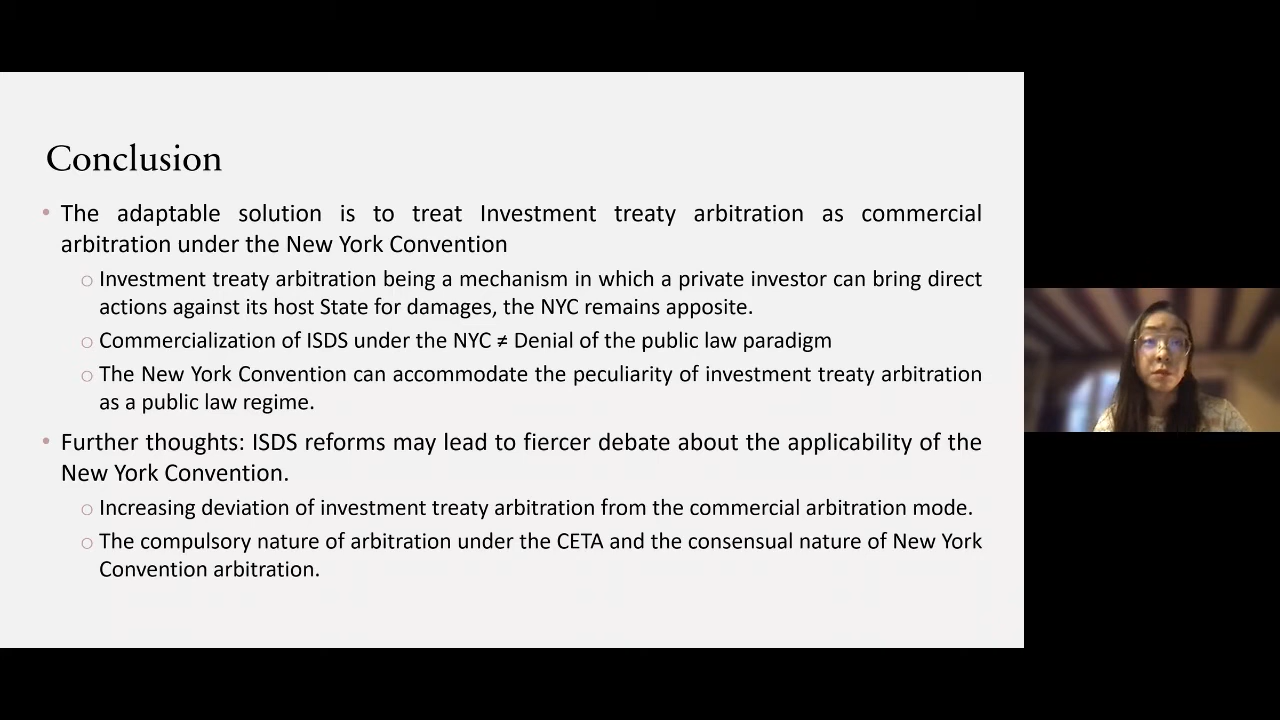 Conclusion
• The adaptable solution is to treat Investment treaty arbitration as commercial
arbitration under the New York Convention
○ Investment treaty arbitration being a mechanism in which a private investor can bring direct
actions against its host State for damages, the NYC remains apposite.
○ Commercialization of ISDS under the NYC ≠ Denial of the public law paradigm
○ The New York Convention can accommodate the peculiarity of investment treaty arbitration
as a public law regime.
• Further thoughts: ISDS reforms may lead to fiercer debate about the applicability of the
New York Convention.
○ Increasing deviation of investment treaty arbitration from the commercial arbitration mode.
○ The compulsory nature of arbitration under the CETA and the consensual nature of New York
Convention arbitration.